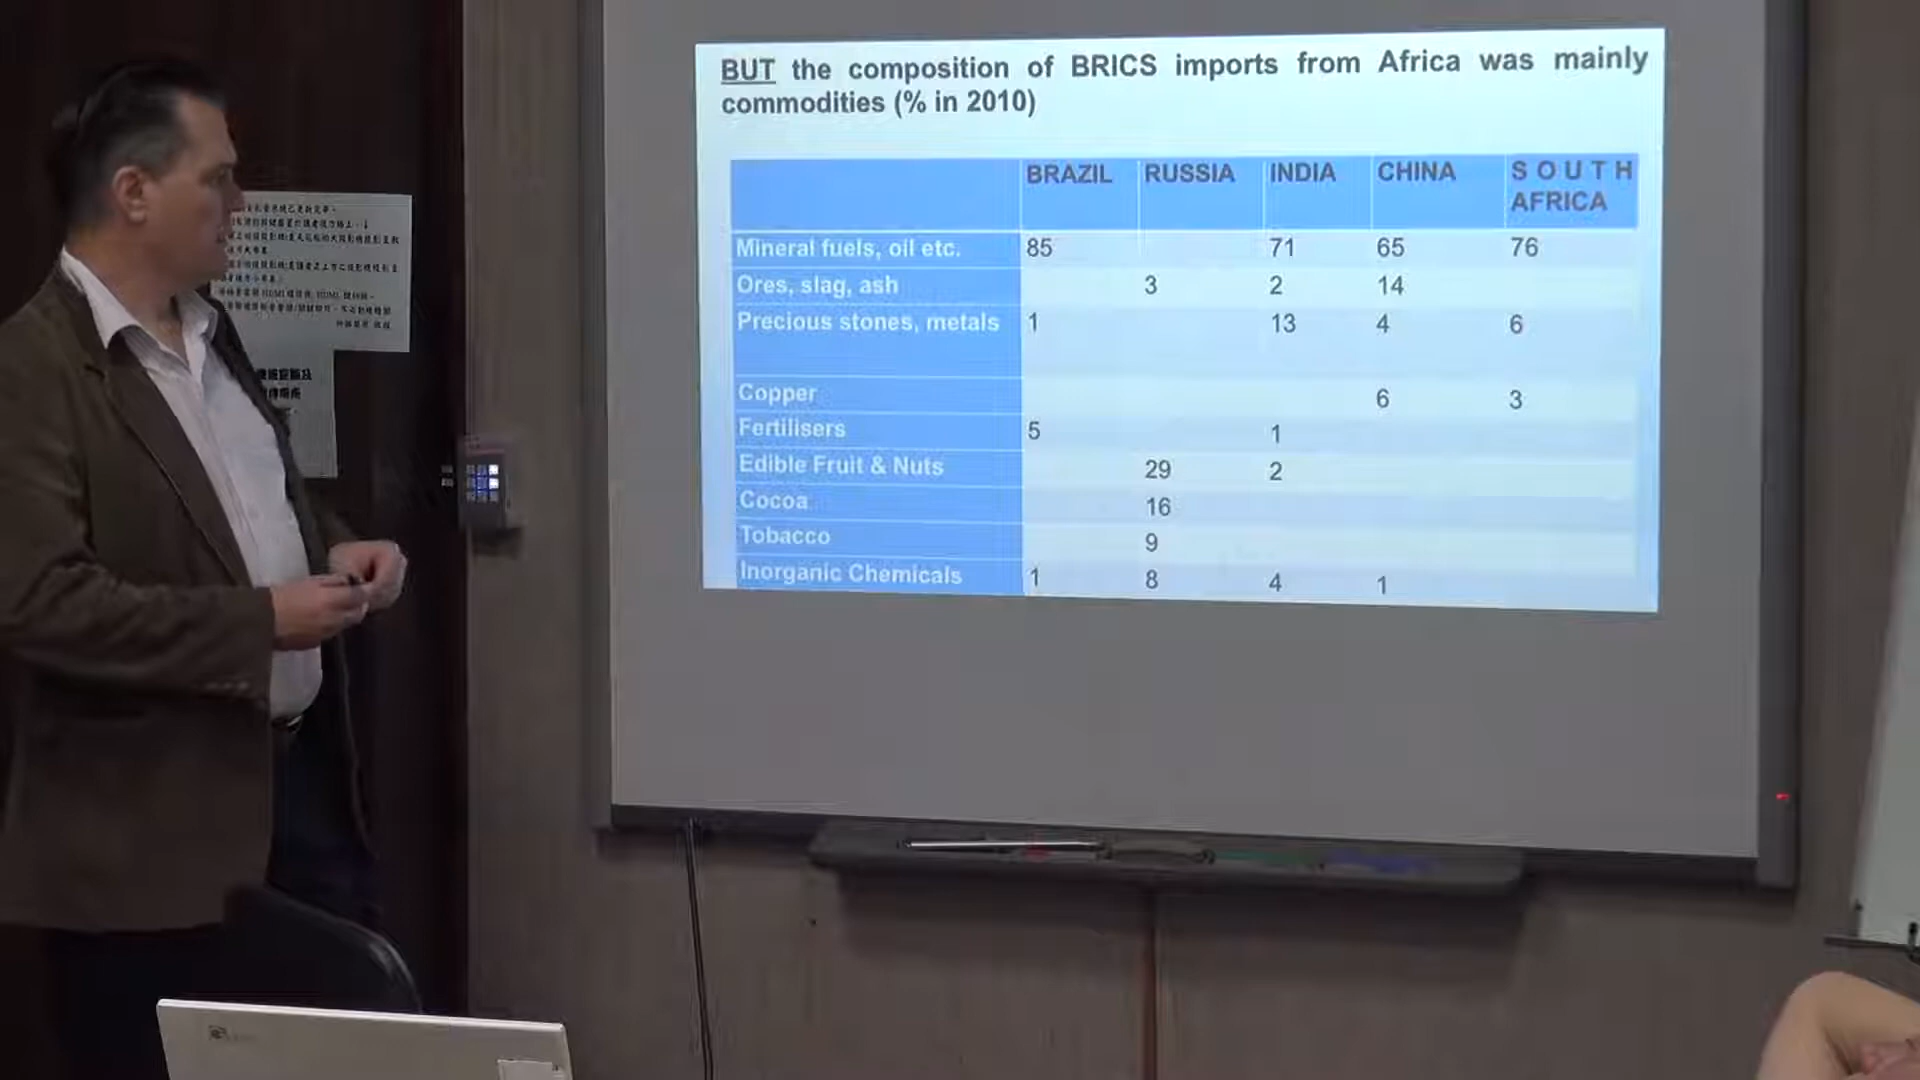 BUT the composition of BRICS imports from Africa was mainly
commodities (% in 2010)
BRAZIL RUSSIA INDIA CHINA SOUTH
AFRICA
Mineral fuels, oil etc. 85 71 65 76
Ores, slag, ash 3 2 14
Precious stones, metals 1 13 4 6
Copper 6 3
Fertilisers 5 1
Edible Fruit & Nuts 29 2
Cocoa 16
Tobacco 9
Inorganic Chemicals 1 8 4 1